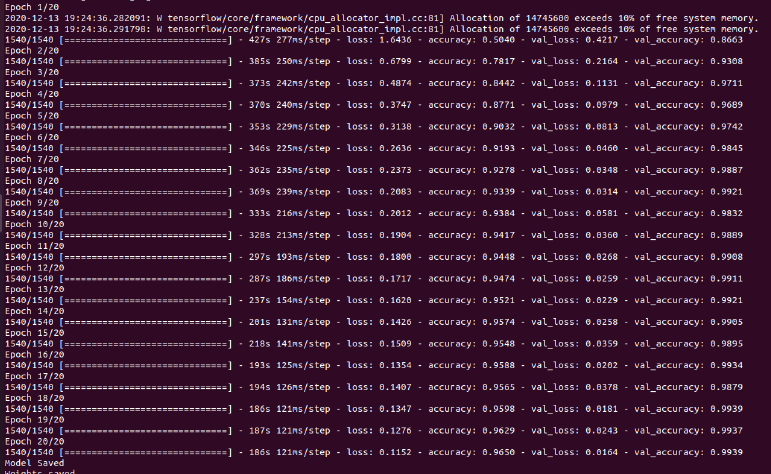 Epoch 1/20
2020-12-13 19:24:36.282091: W tensorflow/core/framework/cpu_allocator_impl.cc:81] Allocation of 14745600 exceeds 10% of free system memory.
2020-12-13 19:24:36.291798: W tensorflow/core/framework/cpu_allocator_impl.cc:81] Allocation of 14745600 exceeds 10% of free system memory.
1540/1540 [==============================] - 427s 277ms/step - loss: 1.6436 - accuracy: 0.5040 - val_loss: 0.4217 - val_accuracy: 0.8663
Epoch 2/20
1540/1540 [==============================] - 385s 250ms/step - loss: 0.6799 - accuracy: 0.7817 - val_loss: 0.2164 - val_accuracy: 0.9308
Epoch 3/20
1540/1540 [==============================] - 373s 242ms/step - loss: 0.4874 - accuracy: 0.8442 - val_loss: 0.1131 - val_accuracy: 0.9711
Epoch 4/20
1540/1540 [==============================] - 370s 240ms/step - loss: 0.3747 - accuracy: 0.8771 - val_loss: 0.0979 - val_accuracy: 0.9689
Epoch 5/20
1540/1540 [==============================] - 353s 229ms/step - loss: 0.3138 - accuracy: 0.9032 - val_loss: 0.0813 - val_accuracy: 0.9742
Epoch 6/20
1540/1540 [==============================] - 346s 225ms/step - loss: 0.2636 - accuracy: 0.9193 - val_loss: 0.0460 - val_accuracy: 0.9845
Epoch 7/20
1540/1540 [==============================] - 362s 235ms/step - loss: 0.2373 - accuracy: 0.9278 - val_loss: 0.0348 - val_accuracy: 0.9887
Epoch 8/20
1540/1540 [==============================] - 369s 239ms/step - loss: 0.2083 - accuracy: 0.9339 - val_loss: 0.0314 - val_accuracy: 0.9921
Epoch 9/20
1540/1540 [==============================] - 333s 216ms/step - loss: 0.2012 - accuracy: 0.9384 - val_loss: 0.0581 - val_accuracy: 0.9832
Epoch 10/20
1540/1540 [==============================] - 328s 213ms/step - loss: 0.1904 - accuracy: 0.9417 - val_loss: 0.0360 - val_accuracy: 0.9889
Epoch 11/20
1540/1540 [==============================] - 297s 193ms/step - loss: 0.1800 - accuracy: 0.9448 - val_loss: 0.0268 - val_accuracy: 0.9908
Epoch 12/20
1540/1540 [==============================] - 287s 186ms/step - loss: 0.1717 - accuracy: 0.9474 - val_loss: 0.0259 - val_accuracy: 0.9911
Epoch 13/20
1540/1540 [==============================] - 237s 154ms/step - loss: 0.1620 - accuracy: 0.9521 - val_loss: 0.0229 - val_accuracy: 0.9921
Epoch 14/20
1540/1540 [==============================] - 201s 131ms/step - loss: 0.1426 - accuracy: 0.9574 - val_loss: 0.0258 - val_accuracy: 0.9905
Epoch 15/20
1540/1540 [==============================] - 218s 141ms/step - loss: 0.1509 - accuracy: 0.9548 - val_loss: 0.0359 - val_accuracy: 0.9895
Epoch 16/20
1540/1540 [==============================] - 193s 125ms/step - loss: 0.1354 - accuracy: 0.9588 - val_loss: 0.0202 - val_accuracy: 0.9934
Epoch 17/20
1540/1540 [==============================] - 194s 126ms/step - loss: 0.1407 - accuracy: 0.9565 - val_loss: 0.0378 - val_accuracy: 0.9879
Epoch 18/20
1540/1540 [==============================] - 186s 121ms/step - loss: 0.1347 - accuracy: 0.9598 - val_loss: 0.0181 - val_accuracy: 0.9939
Epoch 19/20
1540/1540 [==============================] - 187s 121ms/step - loss: 0.1276 - accuracy: 0.9629 - val_loss: 0.0243 - val_accuracy: 0.9937
Epoch 20/20
1540/1540 [==============================] - 186s 121ms/step - loss: 0.1152 - accuracy: 0.9650 - val_loss: 0.0164 - val_accuracy: 0.9939
Model Saved
Weights saved